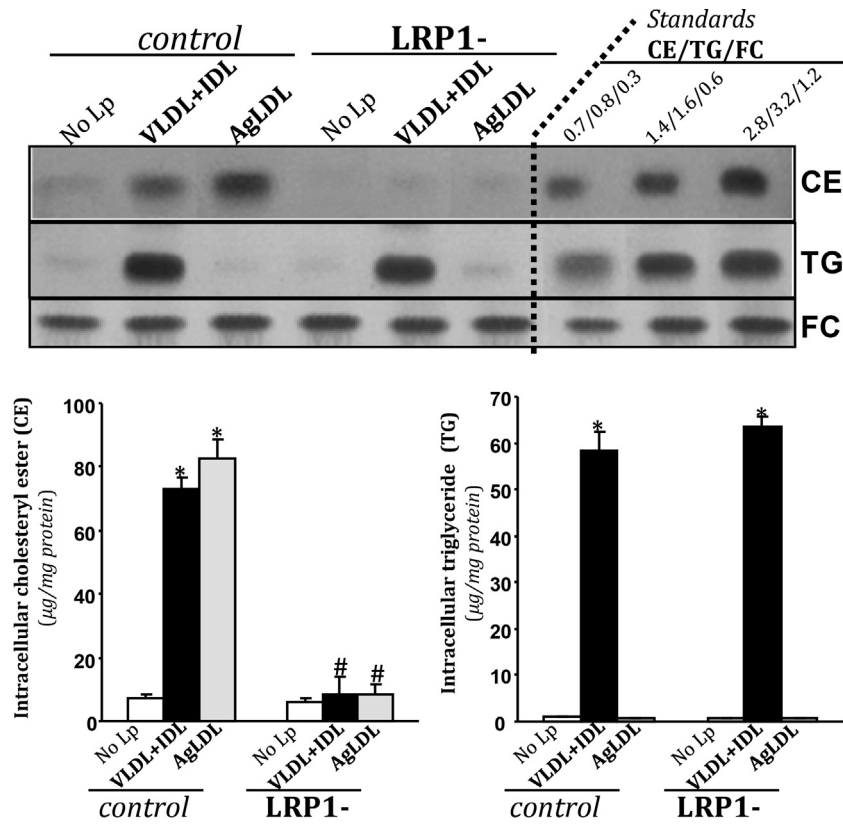 control
LRP1-
Standards
CE/TG/FC
No Lp
VLDL+IDL
AgLDL
No Lp
VLDL+IDL
AgLDL
0.7/0.8/0.3
1.4/1.6/0.6
2.8/3.2/1.2
CE
TG
FC
Intracellular cholesteryl ester (CE)
(μg/mg protein)
100
80
60
40
20
0
* * # #
No Lp
VLDL+IDL
AgLDL
No Lp
VLDL+IDL
AgLDL
control
LRP1-
Intracellular triglyceride (TG)
(μg/mg protein)
70
60
50
40
30
20
10
0
* *
No Lp
VLDL+IDL
AgLDL
No Lp
VLDL+IDL
AgLDL
control
LRP1-